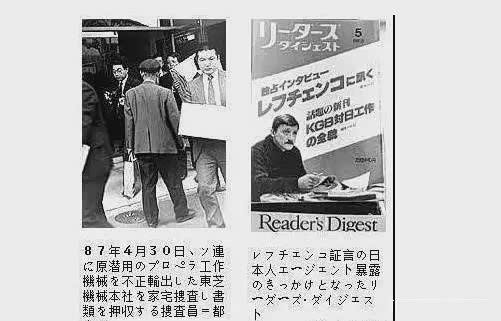 リーダーズ
ダイジェスト
5
独占インタビュー
レフチェンコに訊く
話題の新刊
KGB対日工作
の全貌
Reader's Digest
87年4月30日、ソ連
に原潜用のプロペラ工作
機械を不正輸出した東芝
機械本社を家宅捜査し書
類を押収する捜査員=都
レフチェンコ証言の日
本人エージェント暴露
のきっかけとなったリ
ーダーズ・ダイジェス
ト